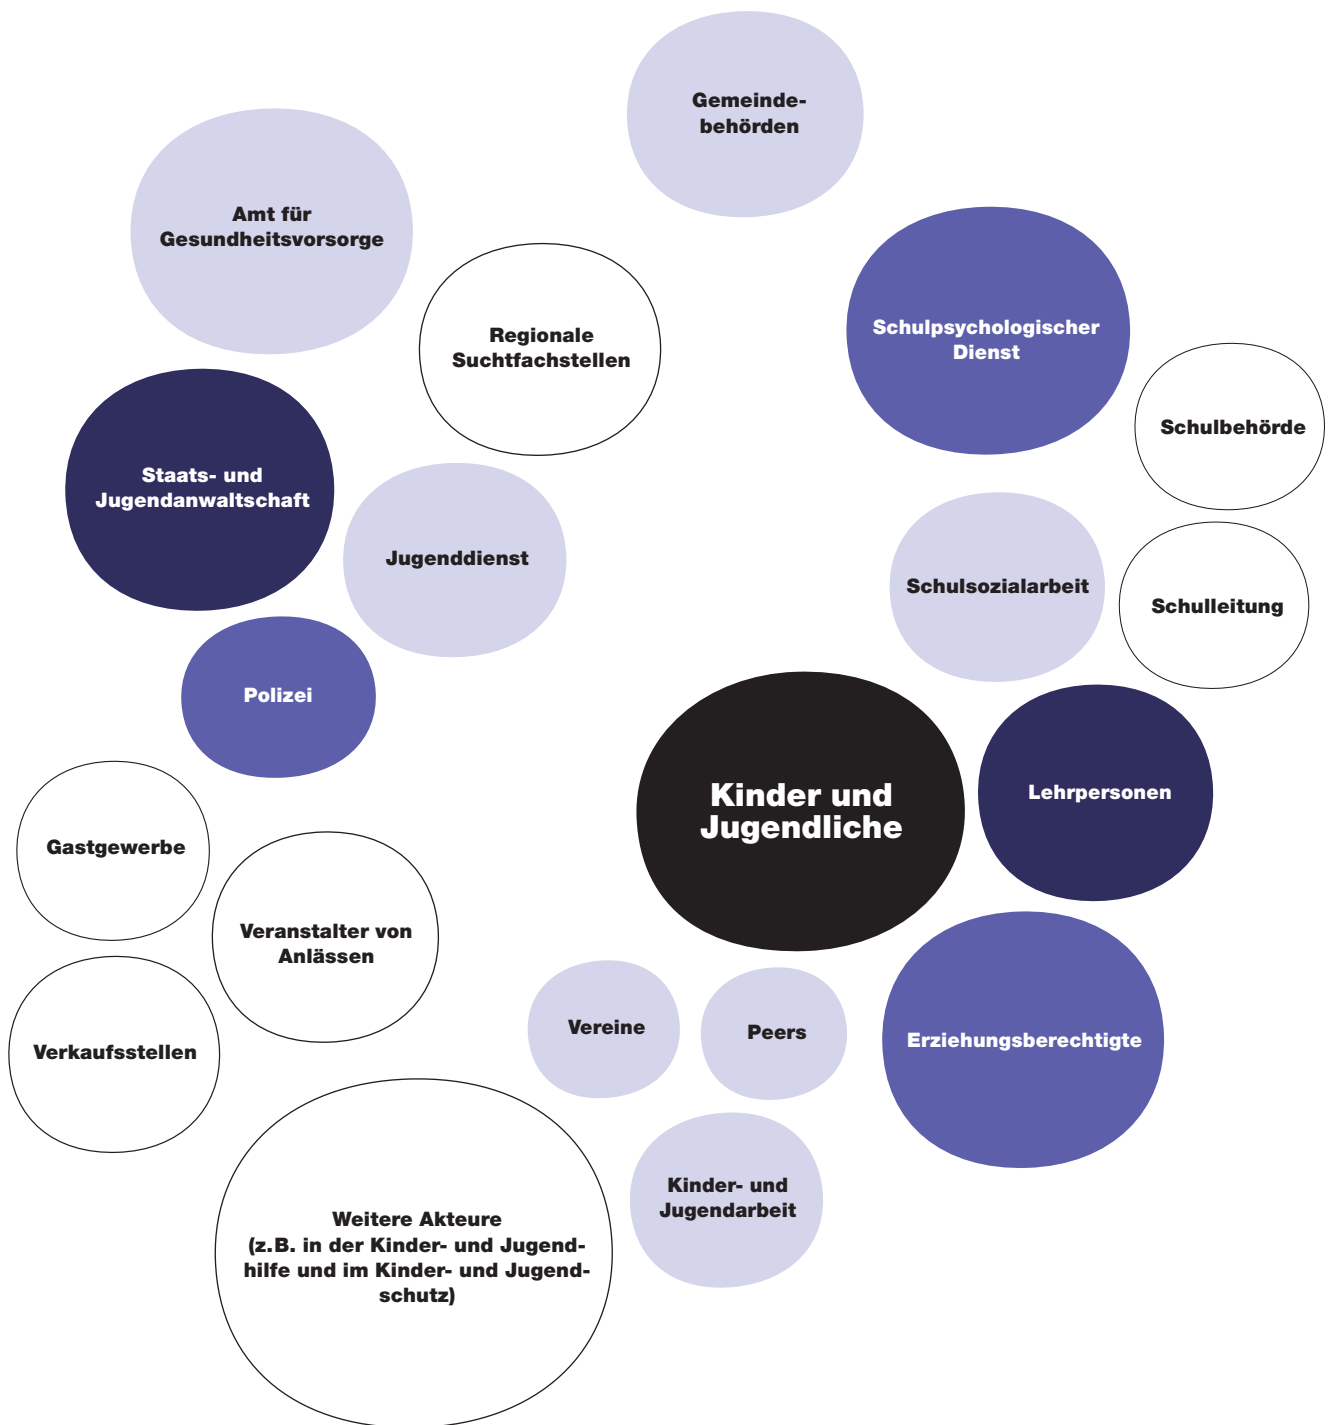 Gemeinde-
behörden
Amt für
Gesundheitsvorsorge
Regionale
Suchtfachstellen
Schulpsychologischer
Dienst
Schulbehörde
Staats- und
Jugendanwaltschaft
Jugenddienst
Schulsozialarbeit
Schulleitung
Polizei
Kinder und
Jugendliche
Lehrpersonen
Gastgewerbe
Veranstalter von
Anlässen
Verkaufsstellen
Vereine
Peers
Erziehungsberechtigte
Kinder- und
Jugendarbeit
Weitere Akteure
(z.B. in der Kinder- und Jugend-
hilfe und im Kinder- und Jugend-
schutz)